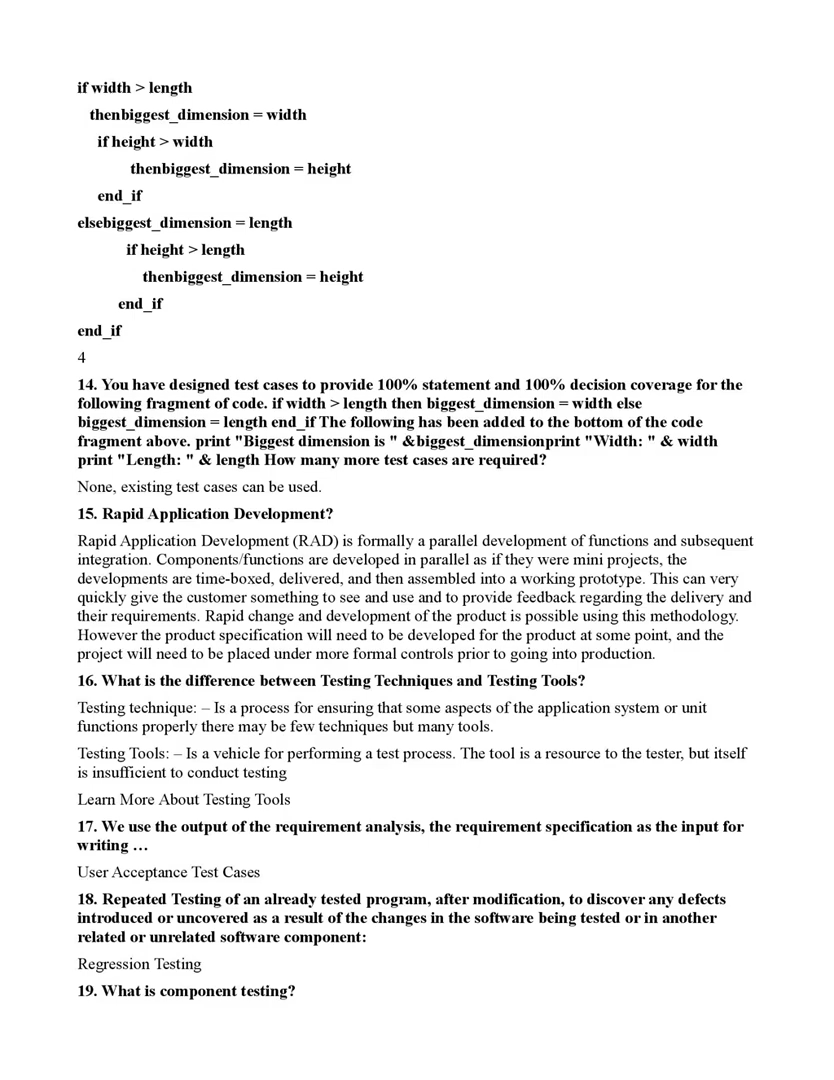 if width > length
thenbiggest_dimension = width
if height > width
thenbiggest_dimension = height
end_if
elsebiggest_dimension = length
if height > length
thenbiggest_dimension = height
end_if
end_if
4
14. You have designed test cases to provide 100% statement and 100% decision coverage for the
following fragment of code. if width > length then biggest_dimension = width else
biggest_dimension = length end_if The following has been added to the bottom of the code
fragment above. print "Biggest dimension is " &biggest_dimensionprint "Width: " & width
print "Length: " & length How many more test cases are required?
None, existing test cases can be used.
15. Rapid Application Development?
Rapid Application Development (RAD) is formally a parallel development of functions and subsequent
integration. Components/functions are developed in parallel as if they were mini projects, the
developments are time-boxed, delivered, and then assembled into a working prototype. This can very
quickly give the customer something to see and use and to provide feedback regarding the delivery and
their requirements. Rapid change and development of the product is possible using this methodology.
However the product specification will need to be developed for the product at some point, and the
project will need to be placed under more formal controls prior to going into production.
16. What is the difference between Testing Techniques and Testing Tools?
Testing technique: – Is a process for ensuring that some aspects of the application system or unit
functions properly there may be few techniques but many tools.
Testing Tools: – Is a vehicle for performing a test process. The tool is a resource to the tester, but itself
is insufficient to conduct testing
Learn More About Testing Tools
17. We use the output of the requirement analysis, the requirement specification as the input for
writing …
User Acceptance Test Cases
18. Repeated Testing of an already tested program, after modification, to discover any defects
introduced or uncovered as a result of the changes in the software being tested or in another
related or unrelated software component:
Regression Testing
19. What is component testing?